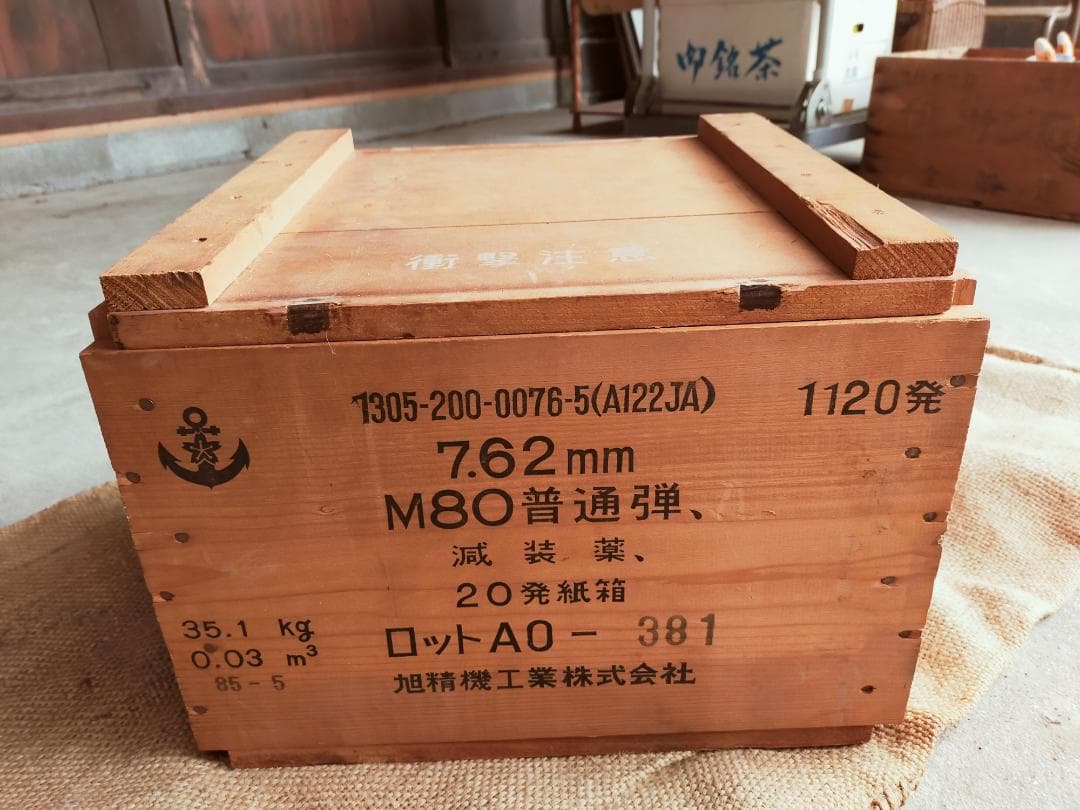 御銘茶
衝撃注意
1305-200-0076-5(A122JA)
1120発
7.62mm
M80普通弾、
減装薬、
20発紙箱
ロットAO- 381
旭精機工業株式会社
35.1 kg
0.03 m³
85-5